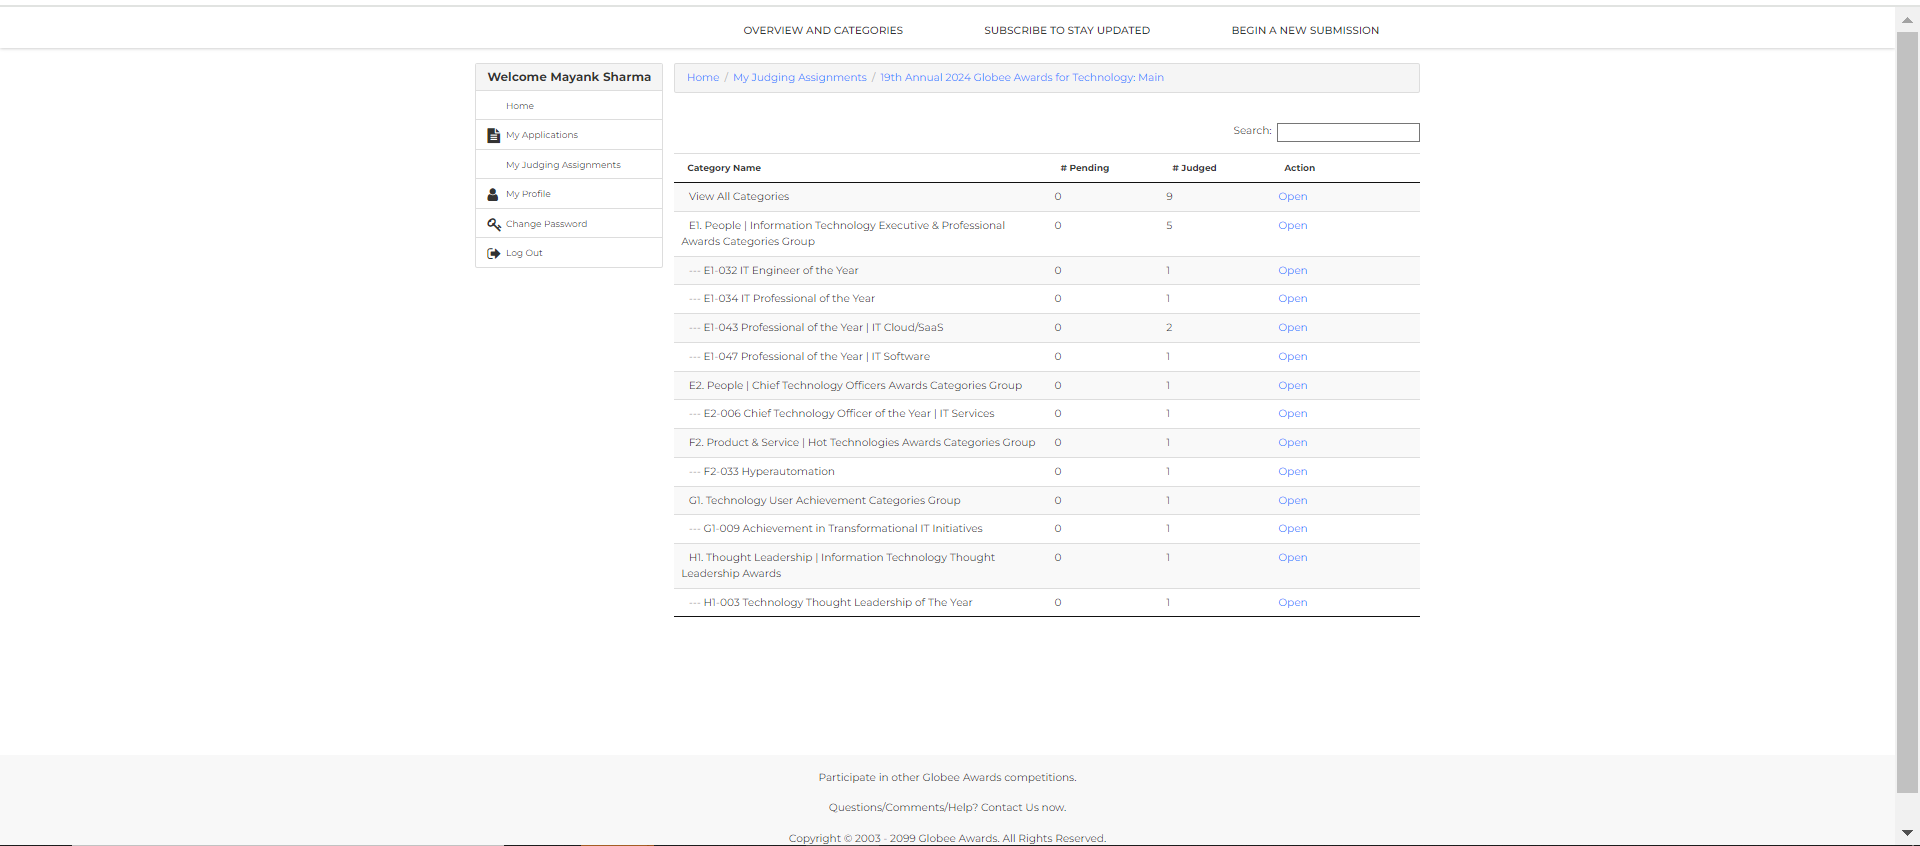 OVERVIEW AND CATEGORIES SUBSCRIBE TO STAY UPDATED BEGIN A NEW SUBMISSION
Welcome Mayank Sharma
Home
My Applications
My Judging Assignments
My Profile
Change Password
Log Out
Home / My Judging Assignments / 19th Annual 2024 Globee Awards for Technology: Main
Search:
Category Name # Pending # Judged Action
View All Categories 0 9 Open
E1. People | Information Technology Executive & Professional 0 5 Open
Awards Categories Group
--- E1-032 IT Engineer of the Year 0 1 Open
--- E1-034 IT Professional of the Year 0 1 Open
--- E1-043 Professional of the Year | IT Cloud/SaaS 0 2 Open
--- E1-047 Professional of the Year | IT Software 0 1 Open
E2. People | Chief Technology Officers Awards Categories Group 0 1 Open
--- E2-006 Chief Technology Officer of the Year | IT Services 0 1 Open
F2. Product & Service | Hot Technologies Awards Categories Group 0 1 Open
--- F2-033 Hyperautomation 0 1 Open
G1. Technology User Achievement Categories Group 0 1 Open
--- G1-009 Achievement in Transformational IT Initiatives 0 1 Open
H1. Thought Leadership | Information Technology Thought 0 1 Open
Leadership Awards
--- H1-003 Technology Thought Leadership of The Year 0 1 Open
Participate in other Globee Awards competitions.
Questions/Comments/Help? Contact Us now.
Copyright © 2003 - 2099 Globee Awards. All Rights Reserved.